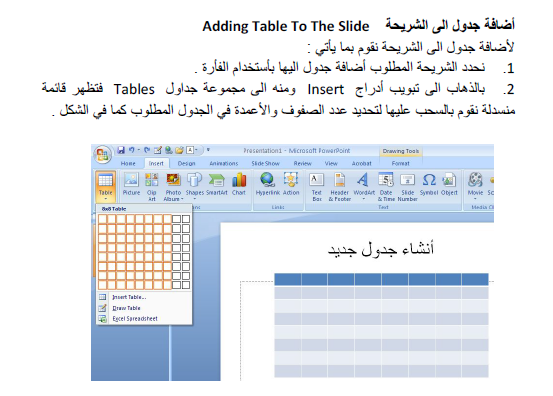 أضافة جدول الى الشريحة Adding Table To The Slide
لأضافة جدول الى الشريحة نقوم بما يأتي :
1. نحدد الشريحة المطلوب أضافة جدول اليها بأستخدام الفأرة .
2. بالذهاب الى تبويب أدراج Insert ومنه الى مجموعة جداول Tables فتظهر قائمة
منسدلة نقوم بالسحب عليها لتحديد عدد الصفوف والأعمدة في الجدول المطلوب كما في الشكل .
Presentation1 - Microsoft PowerPoint Drawing Tools
Home Insert Design Animations Slide Show Review View Acrobat Format
Table Picture Clip Art Photo Album Shapes SmartArt Chart Hyperlink Action Text Box Header & Footer WordArt Date & Time Slide Number Symbol Object Movie
Links Text Media
8x8 Table
أنشاء جدول جديد
Insert Table...
Draw Table
Excel Spreadsheet